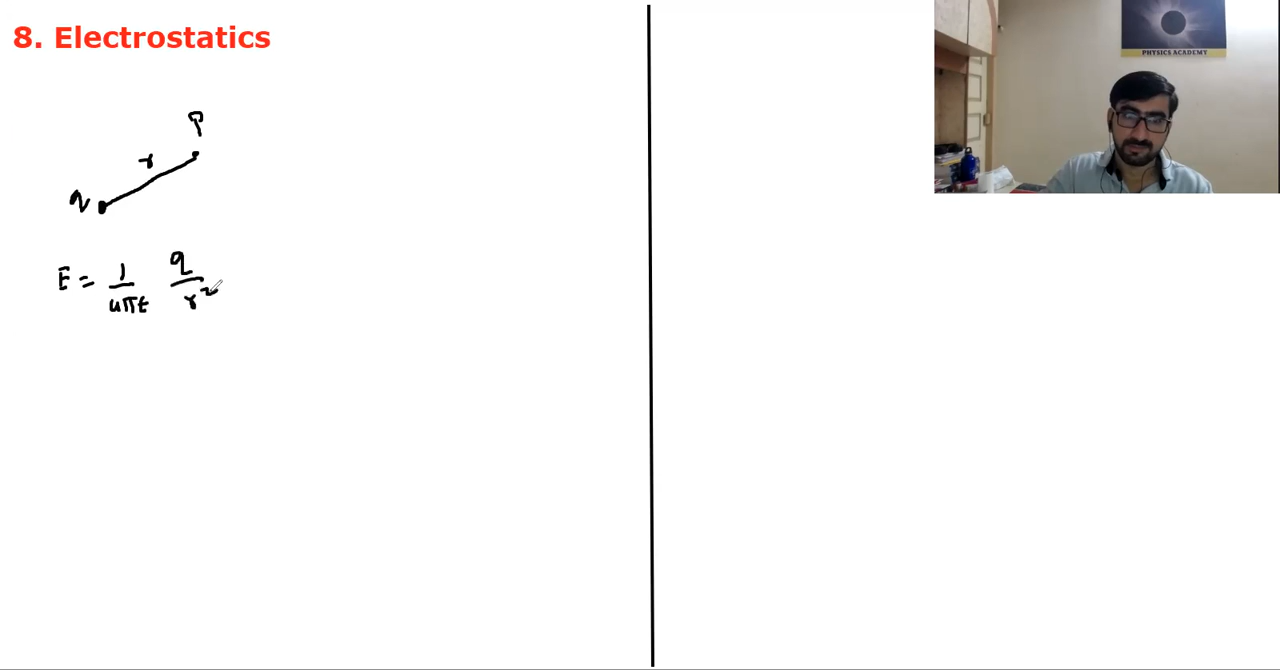 8. Electrostatics
P
r
q
E = 1/4πε q/r²
PHYSICS ACADEMY